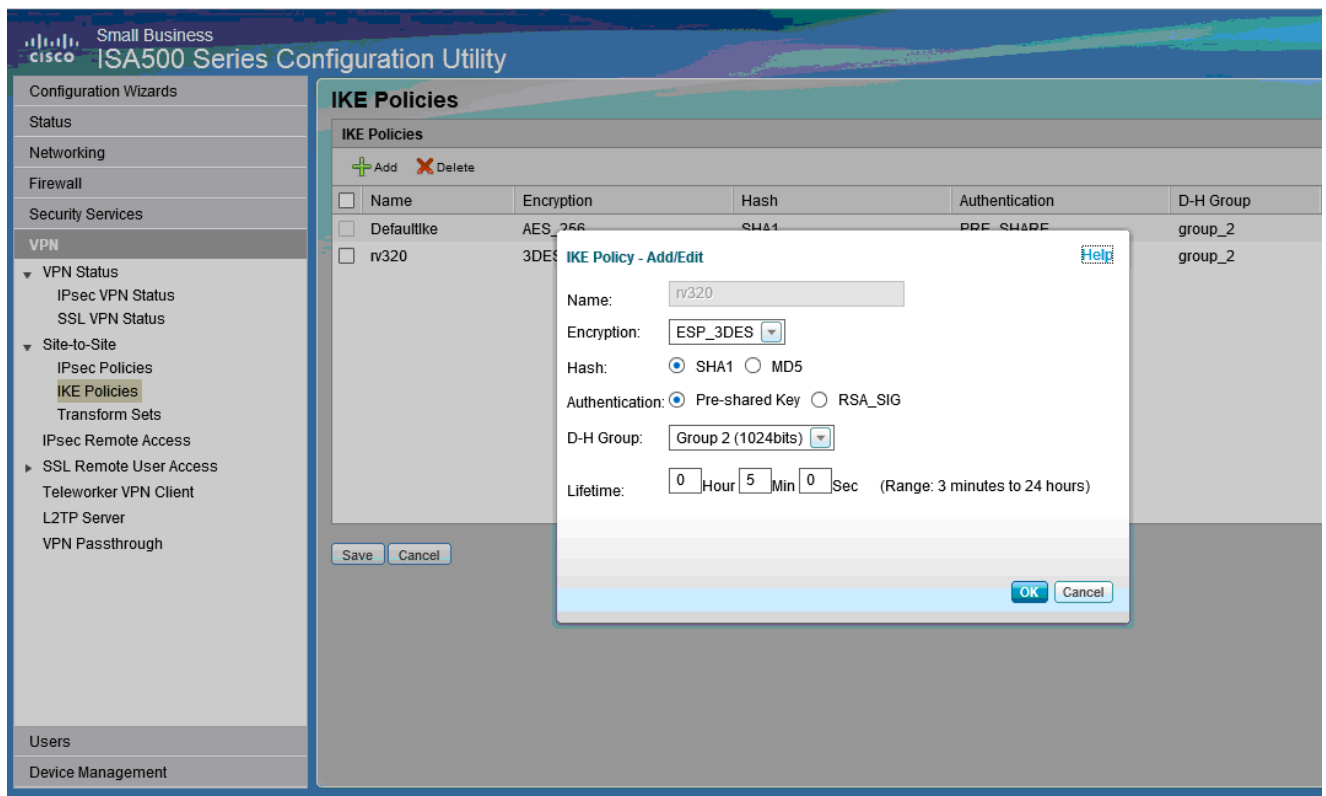 Small Business
CISCO ISA500 Series Configuration Utility
Configuration Wizards
Status
Networking
Firewall
Security Services
VPN
VPN Status
IPsec VPN Status
SSL VPN Status
Site-to-Site
IPsec Policies
IKE Policies
Transform Sets
IPsec Remote Access
SSL Remote User Access
Teleworker VPN Client
L2TP Server
VPN Passthrough
Users
Device Management
IKE Policies
IKE Policies
Add Delete
Name Encryption Hash Authentication D-H Group
DefaultIke AES_256 SHA1 PRE_SHARE group_2
rv320 3DES group_2
IKE Policy - Add/Edit Help
Name: rv320
Encryption: ESP_3DES
Hash: SHA1 MD5
Authentication: Pre-shared Key RSA_SIG
D-H Group: Group 2 (1024bits)
Lifetime: 0 Hour 5 Min 0 Sec (Range: 3 minutes to 24 hours)
OK Cancel
Save Cancel